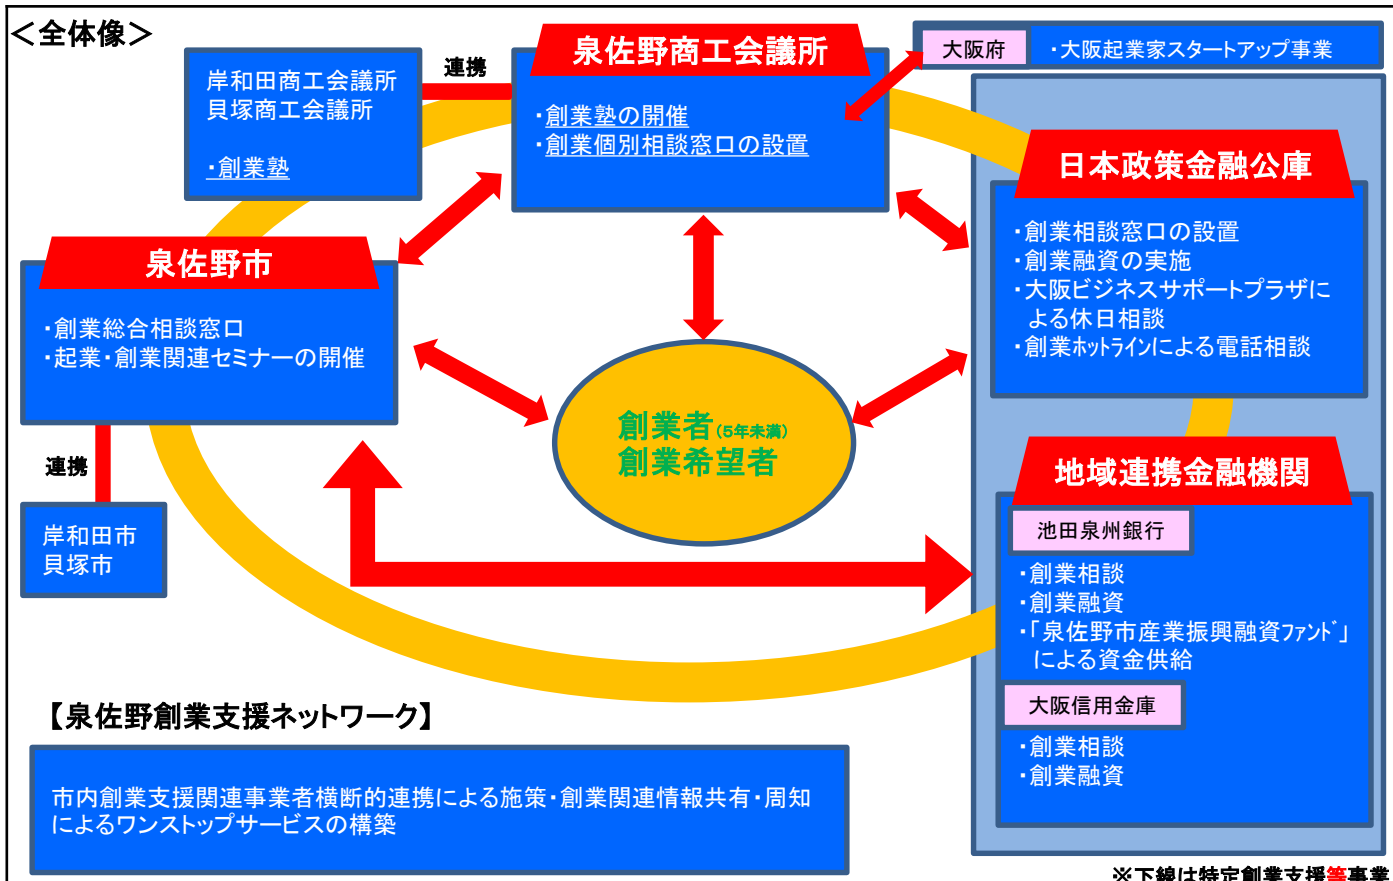 ＜全体像＞
泉佐野商工会議所
・創業塾の開催
・創業個別相談窓口の設置
大阪府
・大阪起業家スタートアップ事業
連携
岸和田商工会議所
貝塚商工会議所
・創業塾
日本政策金融公庫
・創業相談窓口の設置
・創業融資の実施
・大阪ビジネスサポートプラザに
よる休日相談
・創業ホットラインによる電話相談
泉佐野市
・創業総合相談窓口
・起業・創業関連セミナーの開催
創業者(5年未満)
創業希望者
連携
岸和田市
貝塚市
地域連携金融機関
池田泉州銀行
・創業相談
・創業融資
・「泉佐野市産業振興融資ﾌｧﾝﾄﾞ」
による資金供給
大阪信用金庫
・創業相談
・創業融資
【泉佐野創業支援ネットワーク】
市内創業支援関連事業者横断的連携による施策・創業関連情報共有・周知
によるワンストップサービスの構築
※下線は特定創業支援等事業